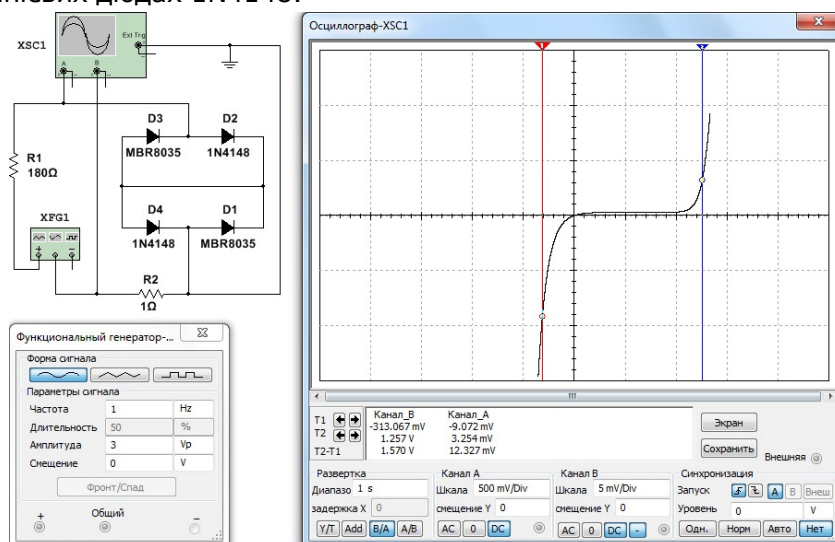 нієвих діодах 1N4148.
XSC1
Ext Trg
A
B
D3
D2
MBR8035
1N4148
R1
180Ω
D4
D1
1N4148
MBR8035
XFG1
R2
1Ω
Функциональный генератор-...
Форма сигнала
Параметры сигнала
Частота 1 Hz
Длительность 50 %
Амплитуда 3 Vp
Смещение 0 V
Фронт/Спад
+ Общий -
Осциллограф-XSC1
T1
T2
T2-T1
Канал_B Канал_A
-313.067 mV -9.072 mV
1.257 V 3.254 mV
1.570 V 12.327 mV
Экран
Сохранить
Внешняя
Развертка
Диапазо 1 s
задержка X 0
Y/T Add B/A A/B
Канал A
Шкала 500 mV/Div
смещение Y 0
AC 0 DC
Канал B
Шкала 5 mV/Div
смещение Y 0
AC 0 DC -
Синхронизация
Запуск A B Внеш
Уровень 0 V
Одн. Норм Авто Нет